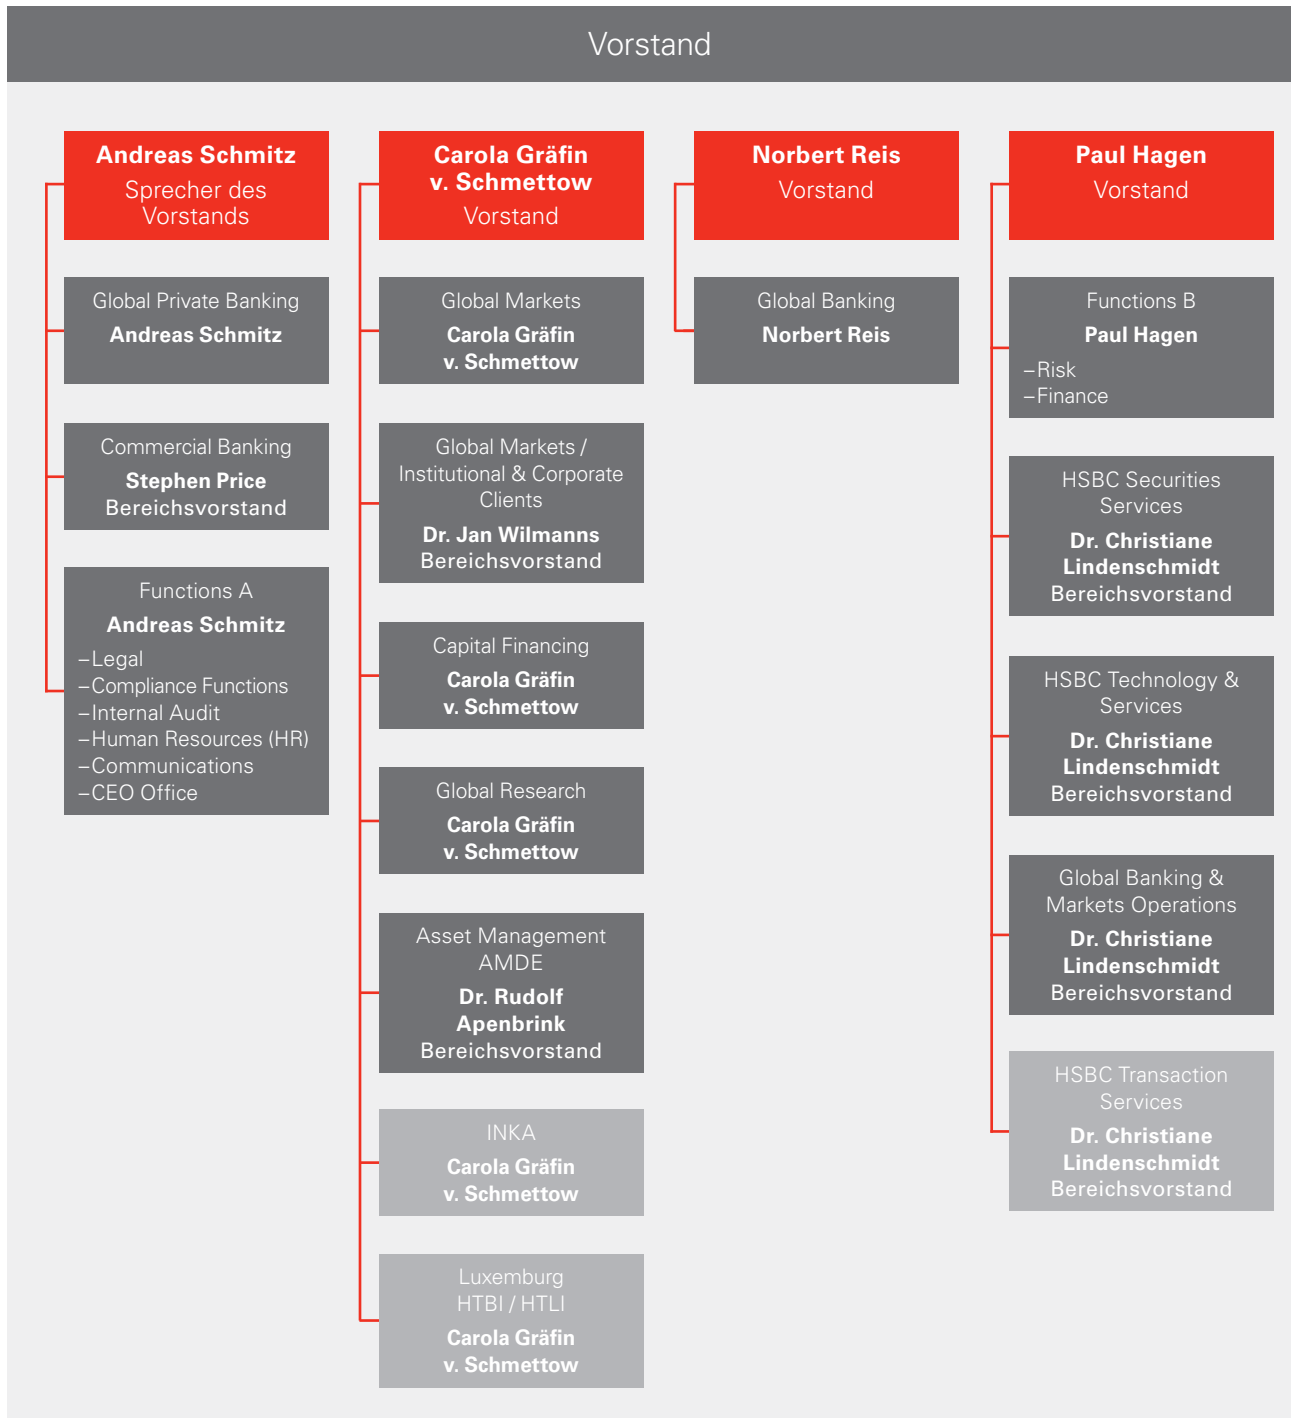 Vorstand
Andreas Schmitz
Sprecher des
Vorstands
Global Private Banking
Andreas Schmitz
Commercial Banking
Stephen Price
Bereichsvorstand
Functions A
Andreas Schmitz
–Legal
–Compliance Functions
–Internal Audit
–Human Resources (HR)
–Communications
–CEO Office
Carola Gräfin
v. Schmettow
Vorstand
Global Markets
Carola Gräfin
v. Schmettow
Global Markets /
Institutional & Corporate
Clients
Dr. Jan Wilmanns
Bereichsvorstand
Capital Financing
Carola Gräfin
v. Schmettow
Global Research
Carola Gräfin
v. Schmettow
Asset Management
AMDE
Dr. Rudolf
Apenbrink
Bereichsvorstand
INKA
Carola Gräfin
v. Schmettow
Luxemburg
HTBI / HTLI
Carola Gräfin
v. Schmettow
Norbert Reis
Vorstand
Global Banking
Norbert Reis
Paul Hagen
Vorstand
Functions B
Paul Hagen
–Risk
–Finance
HSBC Securities
Services
Dr. Christiane
Lindenschmidt
Bereichsvorstand
HSBC Technology &
Services
Dr. Christiane
Lindenschmidt
Bereichsvorstand
Global Banking &
Markets Operations
Dr. Christiane
Lindenschmidt
Bereichsvorstand
HSBC Transaction
Services
Dr. Christiane
Lindenschmidt
Bereichsvorstand